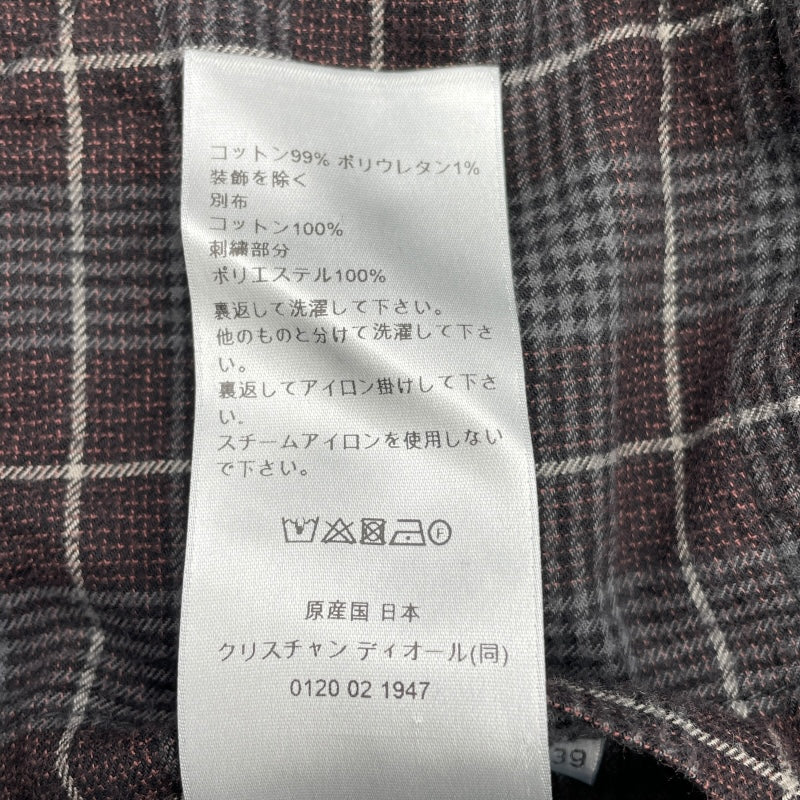 コットン99% ポリウレタン1%
装飾を除く
別布
コットン100%
刺繍部分
ポリエステル100%
裏返して洗濯して下さい。
他のものと分けて洗濯して下さ
い。
裏返してアイロン掛けして下さ
い。
スチームアイロンを使用しない
で下さい。
F
原産国 日本
クリスチャン ディオール(同)
0120 02 1947
39